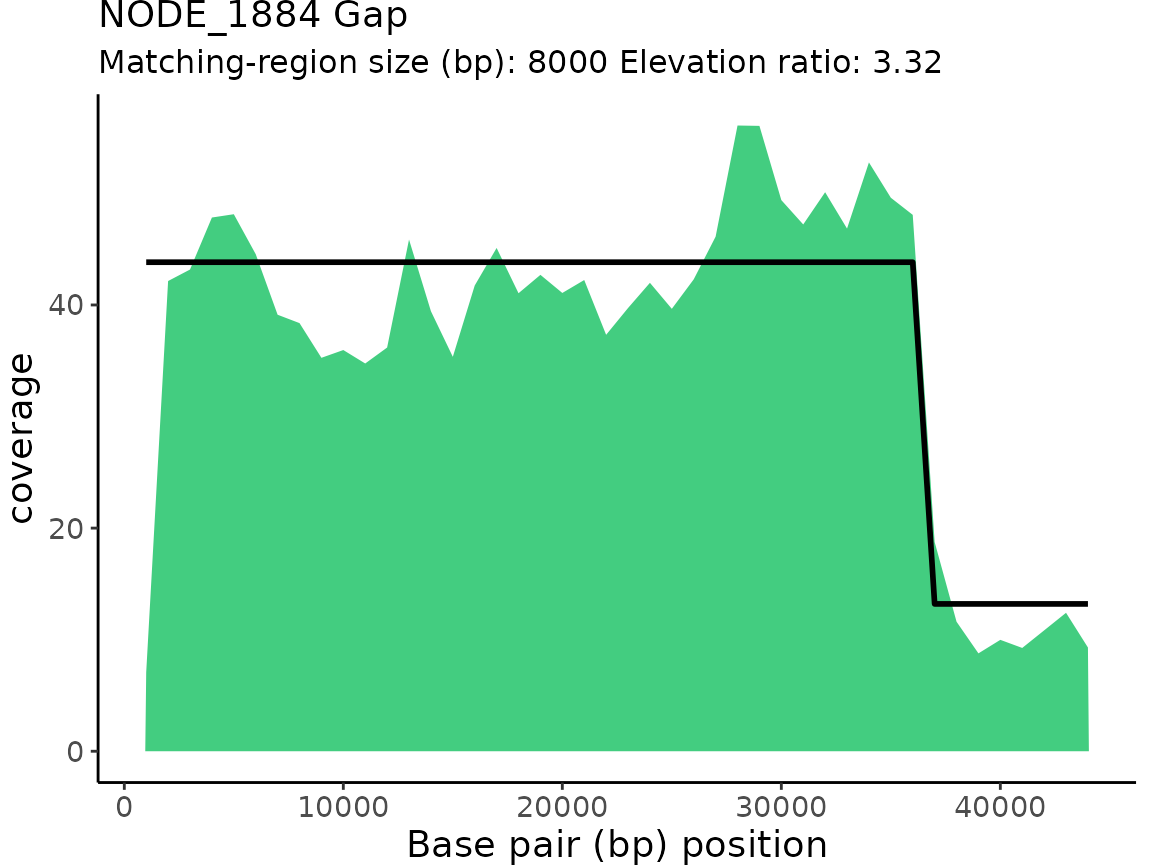 NODE_1884 Gap
Matching-region size (bp): 8000 Elevation ratio: 3.32
coverage
40
20
0
0 10000 20000 30000 40000
Base pair (bp) position